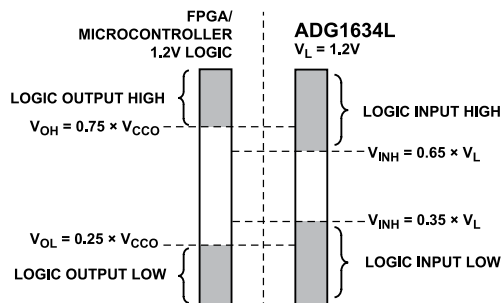 FPGA/
MICROCONTROLLER
1.2V LOGIC
ADG1634L
VL = 1.2V
LOGIC OUTPUT HIGH
LOGIC INPUT HIGH
VOH = 0.75 × VCCO
VINH = 0.65 × VL
VINH = 0.35 × VL
VOL = 0.25 × VCCO
LOGIC OUTPUT LOW
LOGIC INPUT LOW